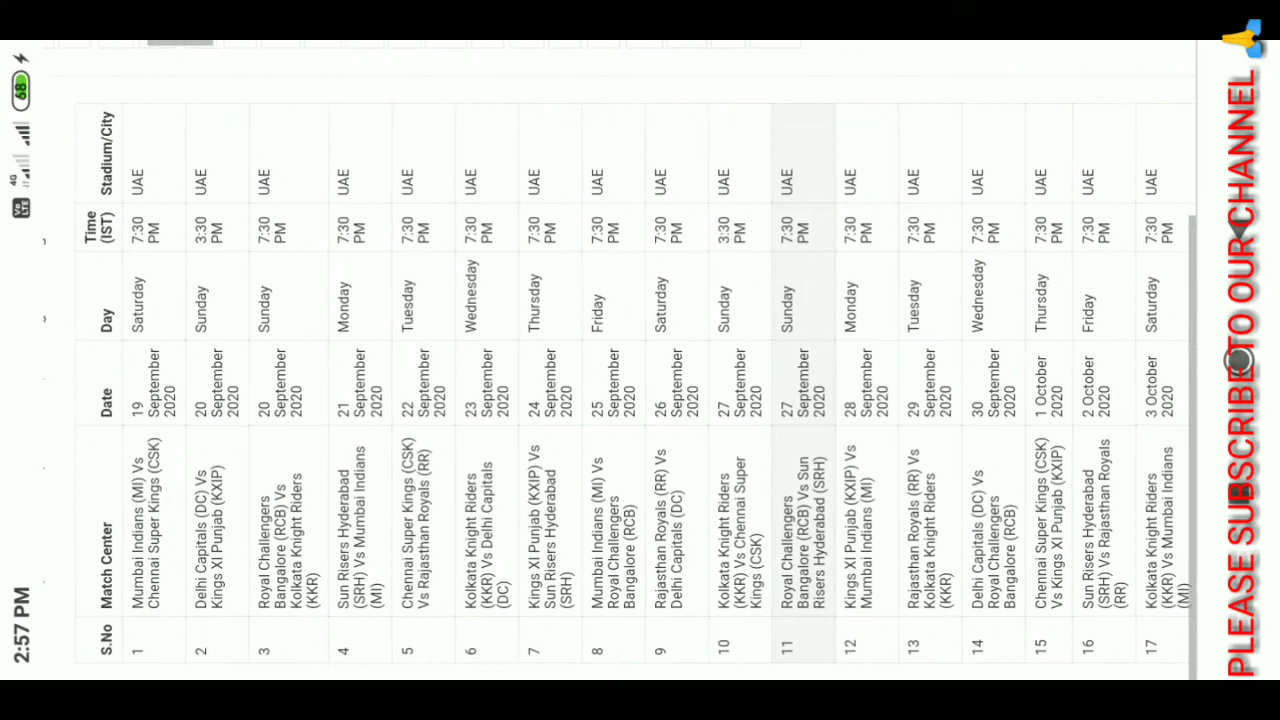 2:57 PM
Vo LTE 4G 68
S.No Match Center Date Day Time (IST) Stadium/City
1 Mumbai Indians (MI) Vs Chennai Super Kings (CSK) 19 September 2020 Saturday 7:30 PM UAE
2 Delhi Capitals (DC) Vs Kings XI Punjab (KXIP) 20 September 2020 Sunday 3:30 PM UAE
3 Royal Challengers Bangalore (RCB) Vs Kolkata Knight Riders (KKR) 20 September 2020 Sunday 7:30 PM UAE
4 Sun Risers Hyderabad (SRH) Vs Mumbai Indians (MI) 21 September 2020 Monday 7:30 PM UAE
5 Chennai Super Kings (CSK) Vs Rajasthan Royals (RR) 22 September 2020 Tuesday 7:30 PM UAE
6 Kolkata Knight Riders (KKR) Vs Delhi Capitals (DC) 23 September 2020 Wednesday 7:30 PM UAE
7 Kings XI Punjab (KXIP) Vs Sun Risers Hyderabad (SRH) 24 September 2020 Thursday 7:30 PM UAE
8 Mumbai Indians (MI) Vs Royal Challengers Bangalore (RCB) 25 September 2020 Friday 7:30 PM UAE
9 Rajasthan Royals (RR) Vs Delhi Capitals (DC) 26 September 2020 Saturday 7:30 PM UAE
10 Kolkata Knight Riders (KKR) Vs Chennai Super Kings (CSK) 27 September 2020 Sunday 3:30 PM UAE
11 Royal Challengers Bangalore (RCB) Vs Sun Risers Hyderabad (SRH) 27 September 2020 Sunday 7:30 PM UAE
12 Kings XI Punjab (KXIP) Vs Mumbai Indians (MI) 28 September 2020 Monday 7:30 PM UAE
13 Rajasthan Royals (RR) Vs Kolkata Knight Riders (KKR) 29 September 2020 Tuesday 7:30 PM UAE
14 Delhi Capitals (DC) Vs Royal Challengers Bangalore (RCB) 30 September 2020 Wednesday 7:30 PM UAE
15 Chennai Super Kings (CSK) Vs Kings XI Punjab (KXIP) 1 October 2020 Thursday 7:30 PM UAE
16 Sun Risers Hyderabad (SRH) Vs Rajasthan Royals (RR) 2 October 2020 Friday 7:30 PM UAE
17 Kolkata Knight Riders (KKR) Vs Mumbai Indians (MI) 3 October 2020 Saturday 7:30 PM UAE
PLEASE SUBSCRIBE TO OUR CHANNEL